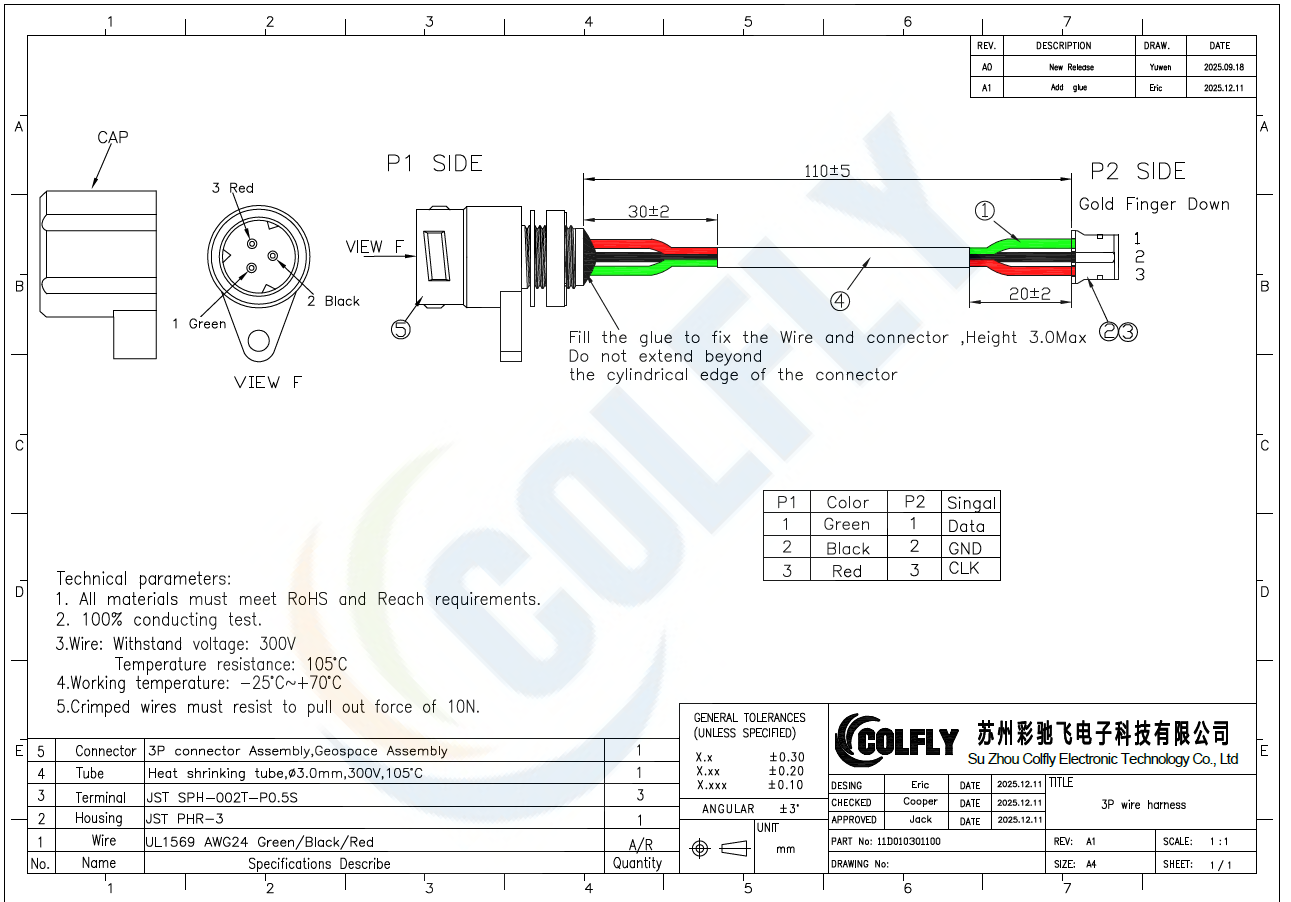 1 2 3 4 5 6 7
REV. DESCRIPTION DRAW. DATE
A0 New Release Yuwen 2025.09.18
A1 Add glue Eric 2025.12.11
A A
CAP
P1 SIDE
110±5
P2 SIDE
3 Red
30±2
1
Gold Finger Down
VIEW F
1
2
3
B B
2 Black
4
20±2
1 Green
5
2 3
Fill the glue to fix the Wire and connector ,Height 3.0Max
Do not extend beyond
the cylindrical edge of the connector
VIEW F
COLFLY
C C
P1 Color P2 Singal
1 Green 1 Data
2 Black 2 GND
3 Red 3 CLK
D D
Technical parameters:
1. All materials must meet RoHS and Reach requirements.
2. 100% conducting test.
3.Wire: Withstand voltage: 300V
Temperature resistance: 105°C
4.Working temperature: -25°C~+70°C
5.Crimped wires must resist to pull out force of 10N.
E E
5 Connector 3P connector Assembly,Geospace Assembly 1
4 Tube Heat shrinking tube,ø3.0mm,300V,105°C 1
3 Terminal JST SPH-002T-P0.5S 3
2 Housing JST PHR-3 1
1 Wire UL1569 AWG24 Green/Black/Red A/R
No. Name Specifications Describe Quantity
GENERAL TOLERANCES
(UNLESS SPECIFIED)
X.x ±0.30
X.xx ±0.20
X.xxx ±0.10
ANGULAR ±3°
UNIT
mm
COLFLY 苏州彩驰飞电子科技有限公司
Su Zhou Colfly Electronic Technology Co., Ltd
DESING Eric DATE 2025.12.11
CHECKED Cooper DATE 2025.12.11
APPROVED Jack DATE 2025.12.11
TITLE
3P wire harness
PART No: 11D010301100 REV: A1 SCALE: 1:1
DRAWING No: SIZE: A4 SHEET: 1/1
1 2 3 4 5 6 7